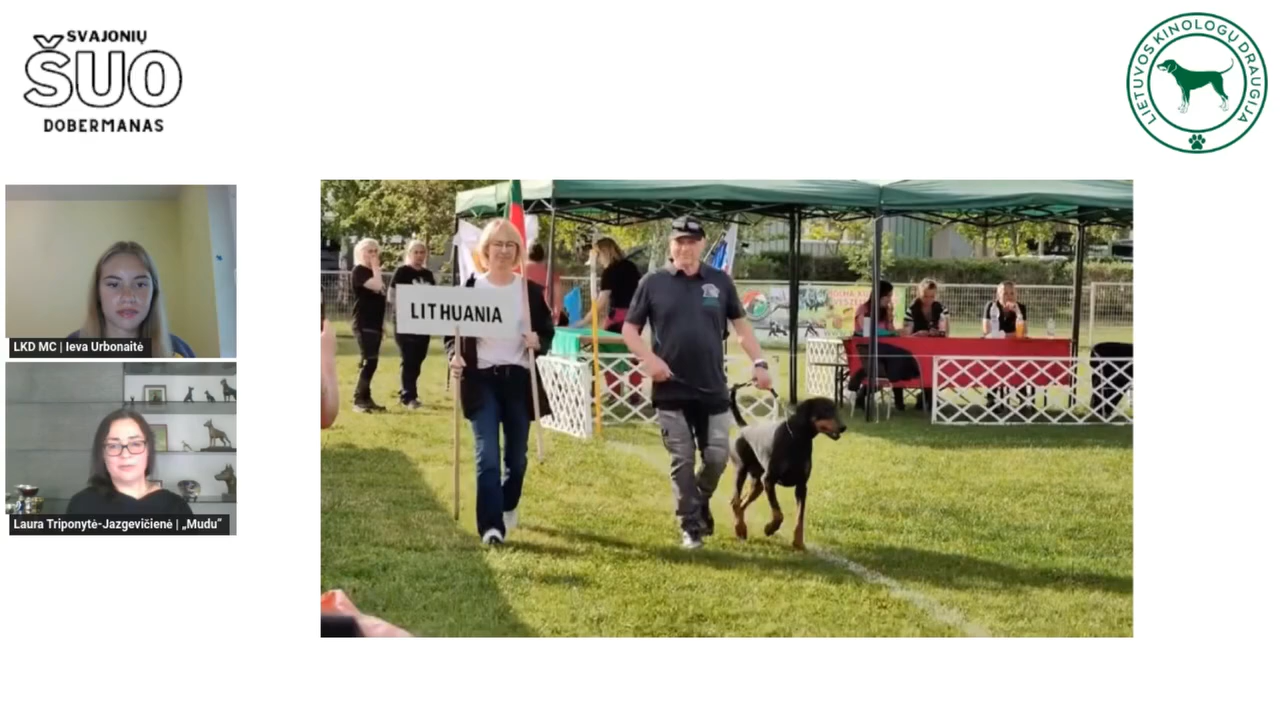 SVAJONIŲ
ŠUO
DOBERMANAS
LIETUVOS KINOLOGŲ DRAUGIJA
LKD MC | Ieva Urbonaitė
Laura Triponytė-Jazgevičienė | „Mudu”
LITHUANIA